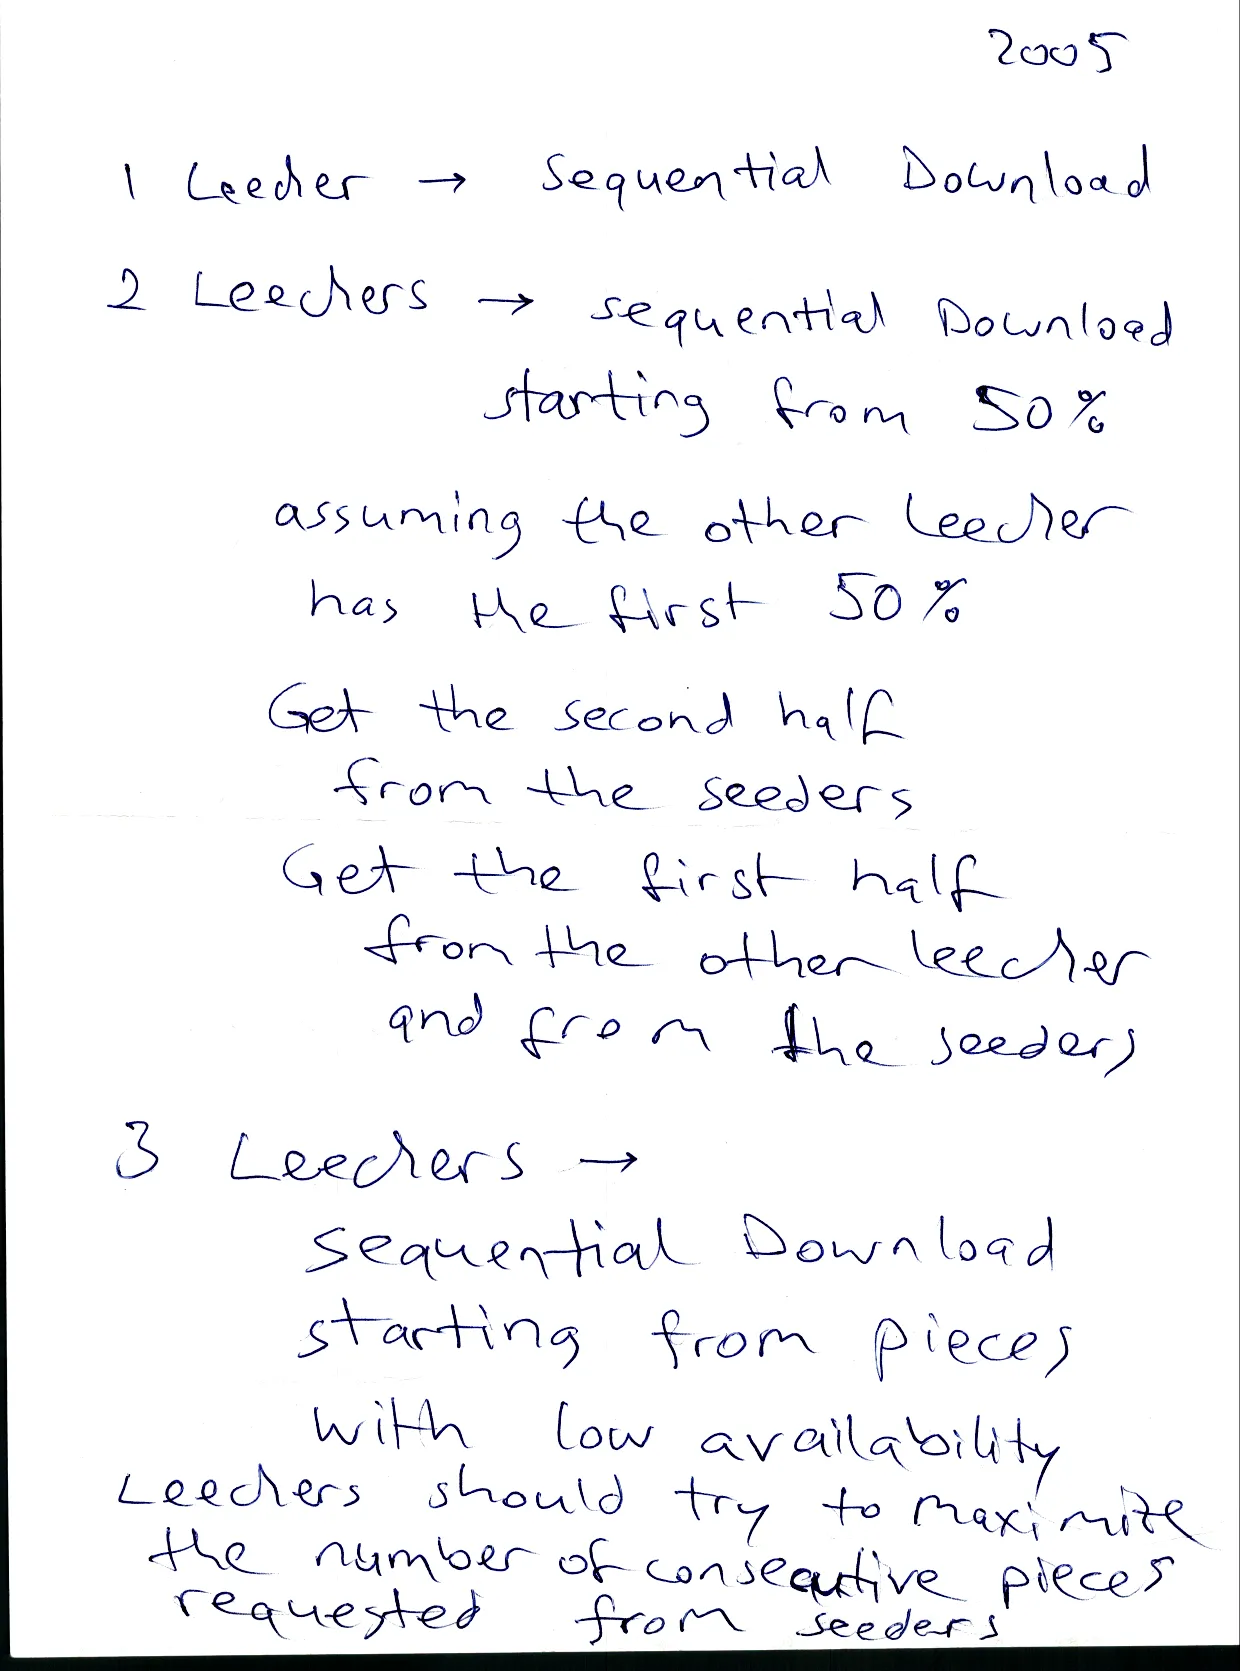 2005
1 Leecher → Sequential Download
2 Leechers → sequential Download
starting from 50%
assuming the other leecher
has the first 50%
Get the second half
from the seeders
Get the first half
from the other leecher
and from the seeders
3 Leechers →
sequential Download
starting from pieces
with low availability
Leechers should try to maximize
the number of consecutive pieces
requested from seeders